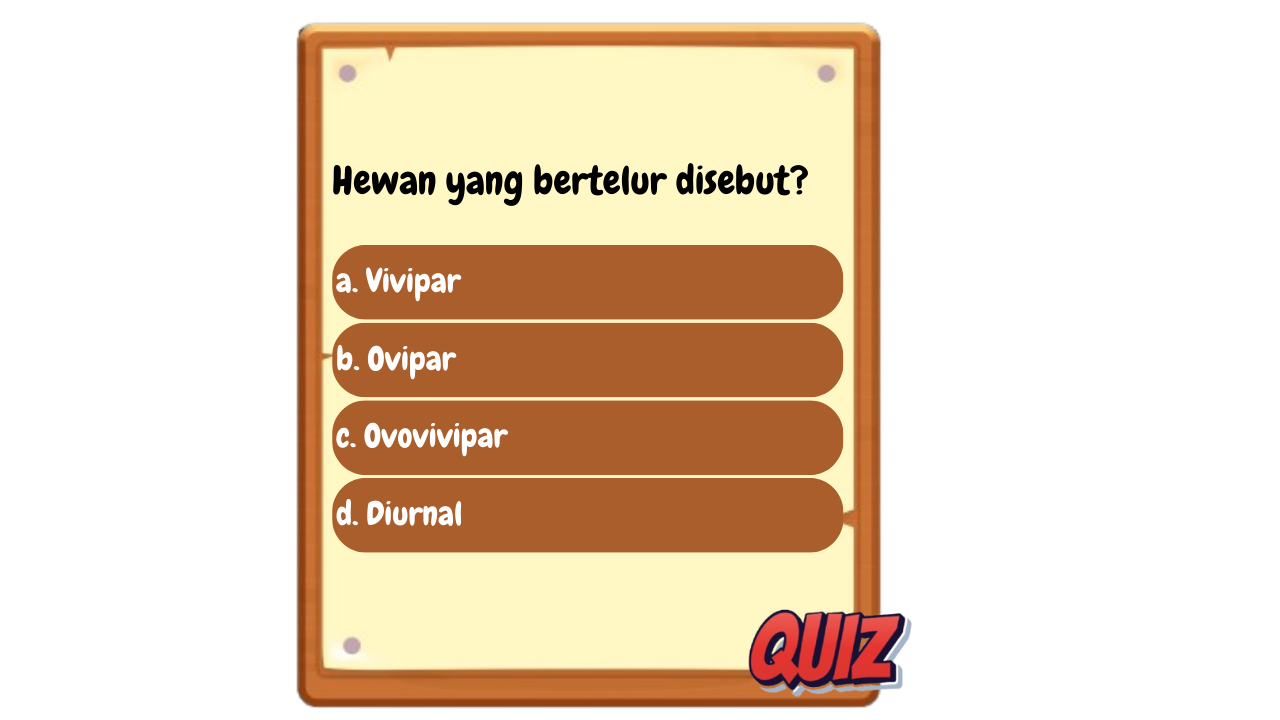 Hewan yang bertelur disebut?
a. Vivipar
b. Ovipar
c. Ovovivipar
d. Diurnal
QUIZ